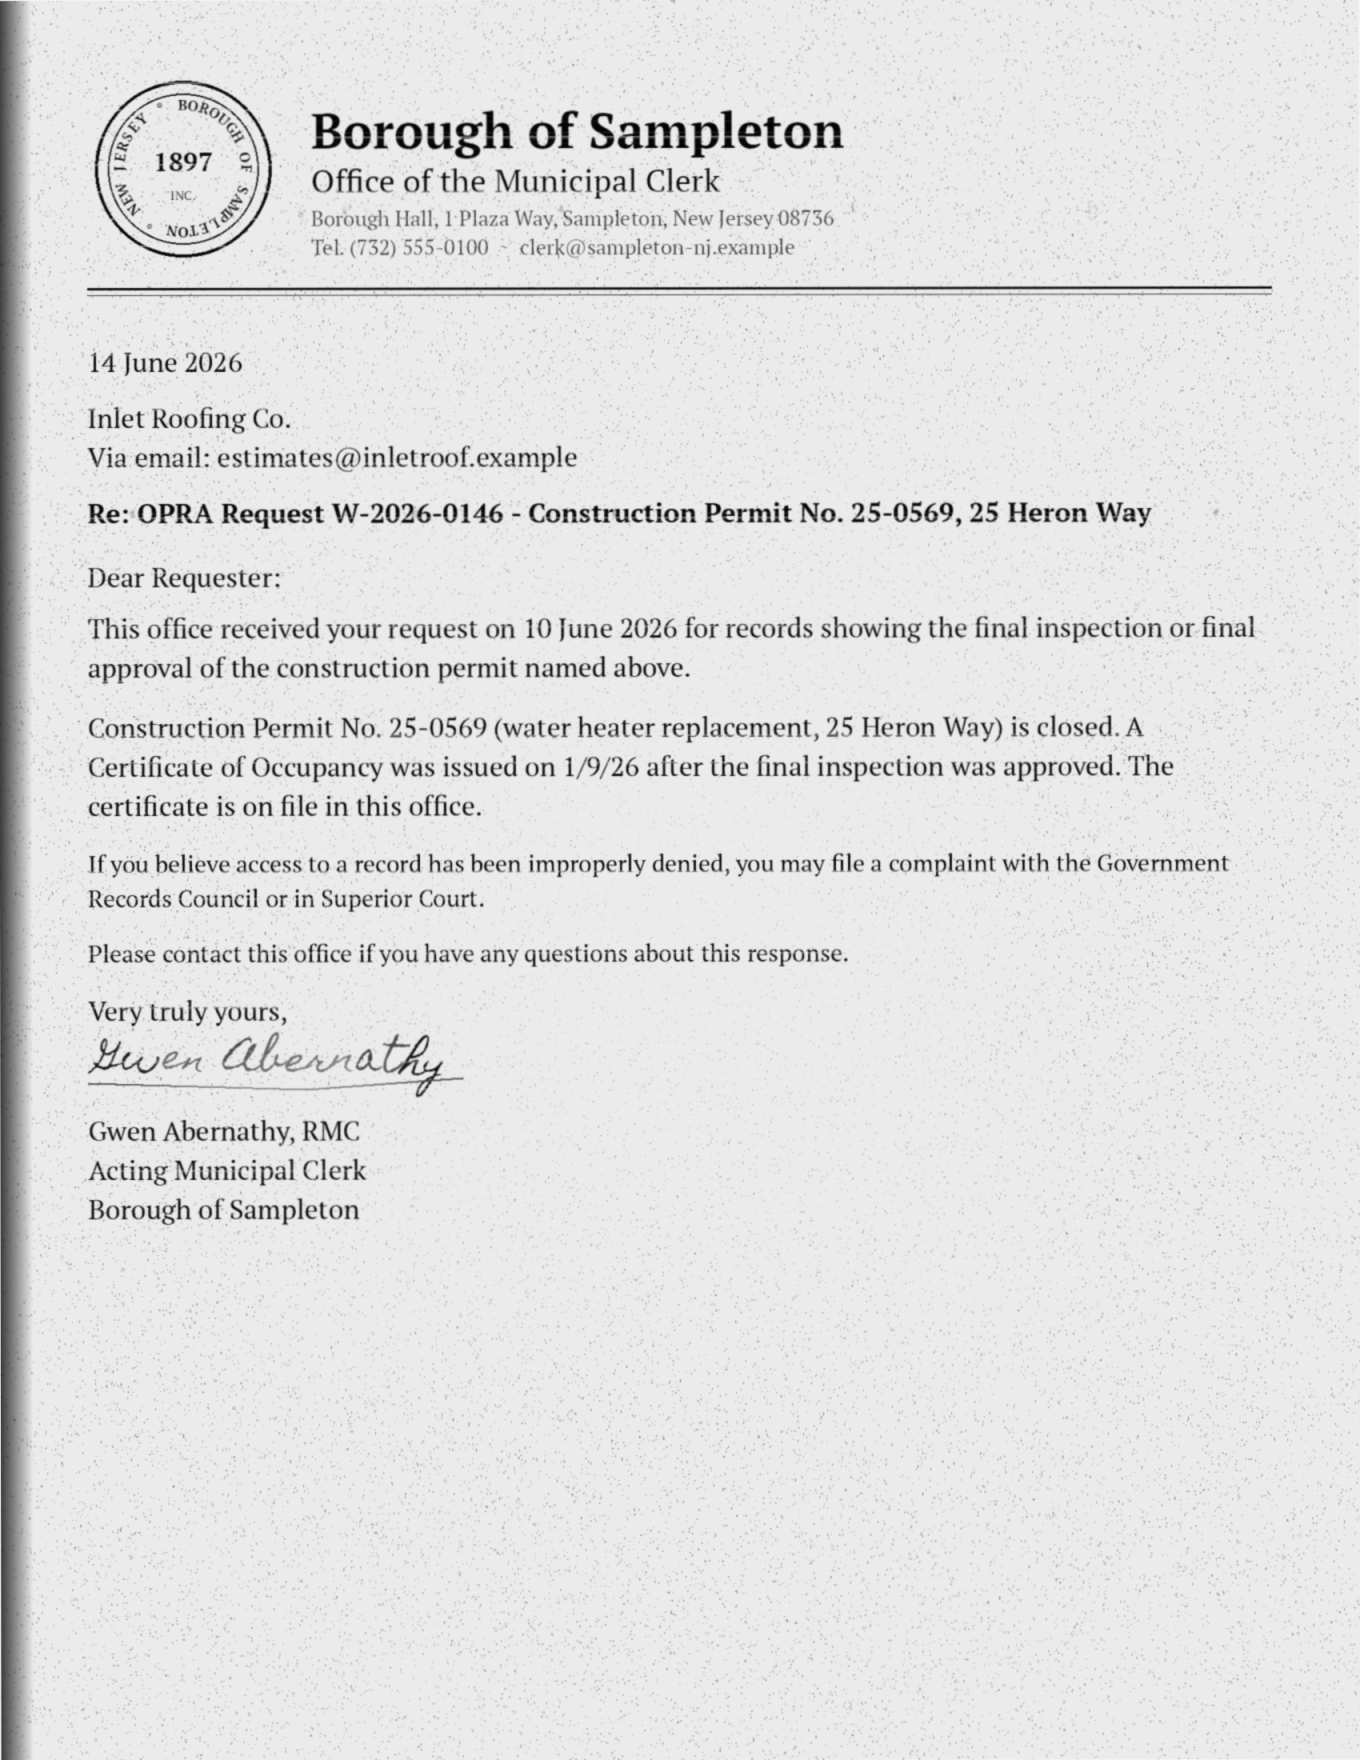 BOROUGH OF SAMPLETON ° NEW JERSEY °
1897
INC.
Borough of Sampleton
Office of the Municipal Clerk
Borough Hall, 1 Plaza Way, Sampleton, New Jersey 08736
Tel. (732) 555-0100 ~ clerk@sampleton-nj.example
14 June 2026
Inlet Roofing Co.
Via email: estimates@inletroof.example
Re: OPRA Request W-2026-0146 - Construction Permit No. 25-0569, 25 Heron Way
Dear Requester:
This office received your request on 10 June 2026 for records showing the final inspection or final
approval of the construction permit named above.
Construction Permit No. 25-0569 (water heater replacement, 25 Heron Way) is closed. A
Certificate of Occupancy was issued on 1/9/26 after the final inspection was approved. The
certificate is on file in this office.
If you believe access to a record has been improperly denied, you may file a complaint with the Government
Records Council or in Superior Court.
Please contact this office if you have any questions about this response.
Very truly yours,
Gwen Abernathy
Gwen Abernathy, RMC
Acting Municipal Clerk
Borough of Sampleton